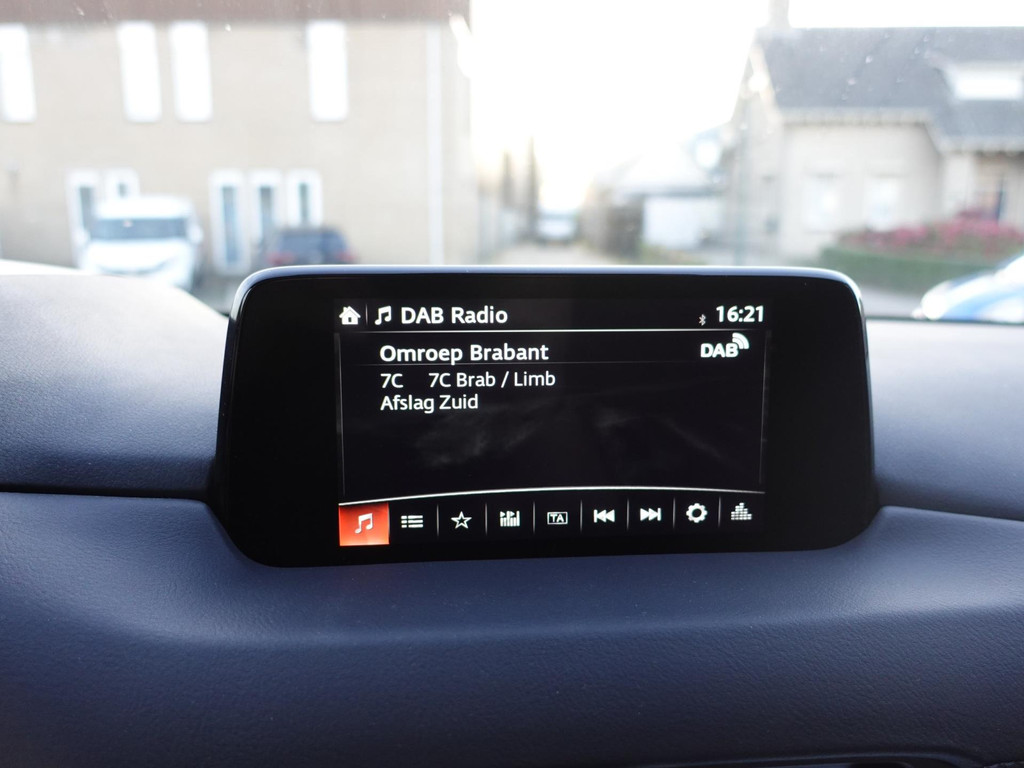 DAB Radio 16:21
Omroep Brabant DAB
7C 7C Brab / Limb
Afslag Zuid
TA